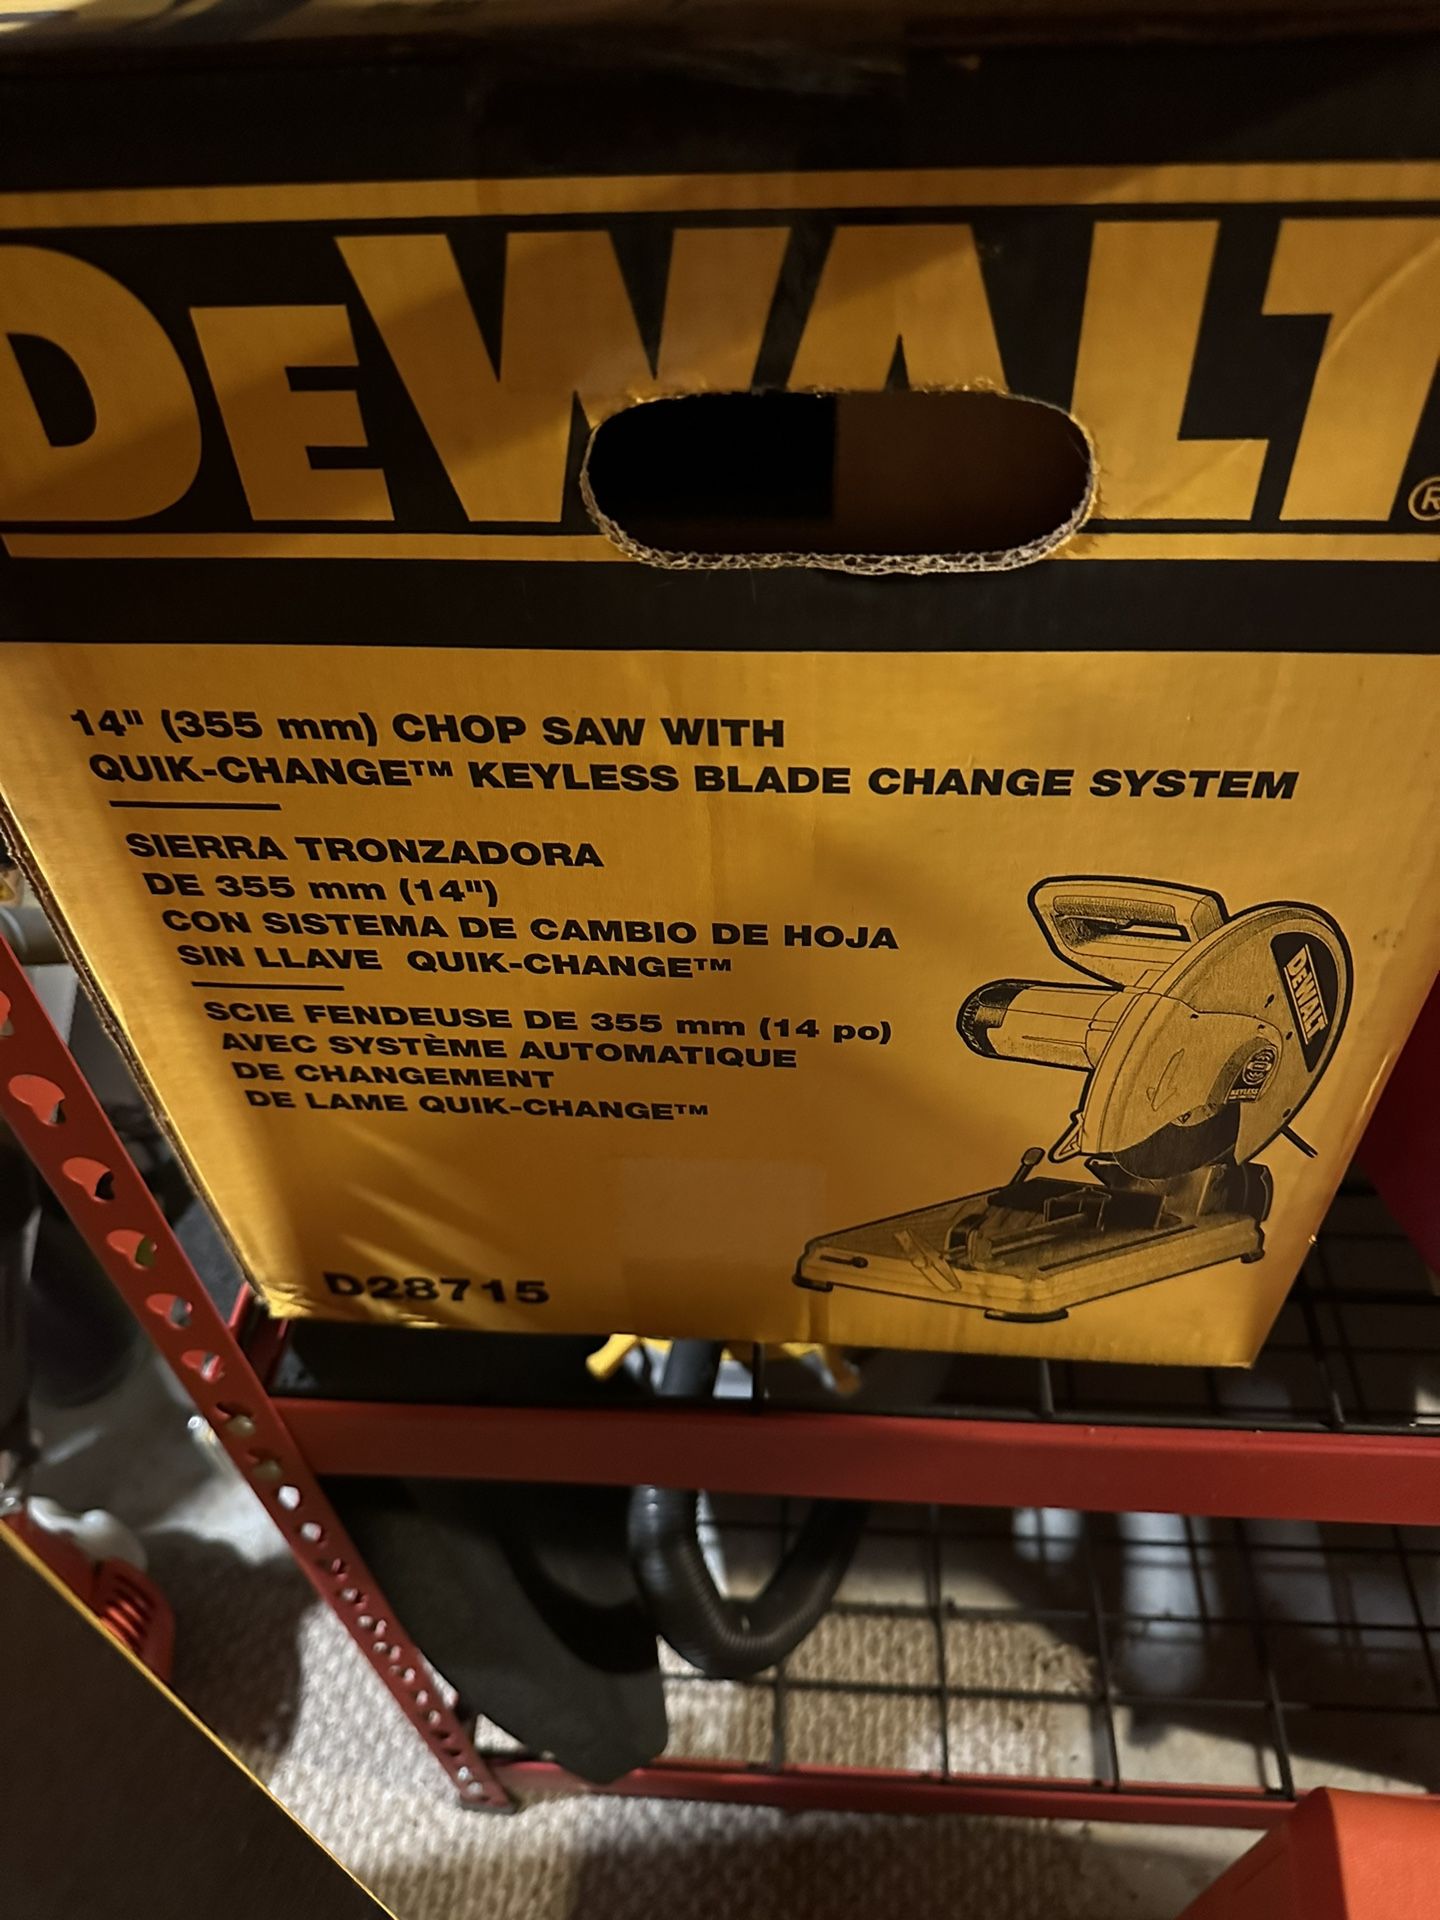 DEWALT®
14" (355 mm) CHOP SAW WITH
QUIK-CHANGE™ KEYLESS BLADE CHANGE SYSTEM
SIERRA TRONZADORA
DE 355 mm (14")
CON SISTEMA DE CAMBIO DE HOJA
SIN LLAVE QUIK-CHANGE™
SCIE FENDEUSE DE 355 mm (14 po)
AVEC SYSTÈME AUTOMATIQUE
DE CHANGEMENT
DE LAME QUIK-CHANGE™
DEWALT
KEYLESS
D28715